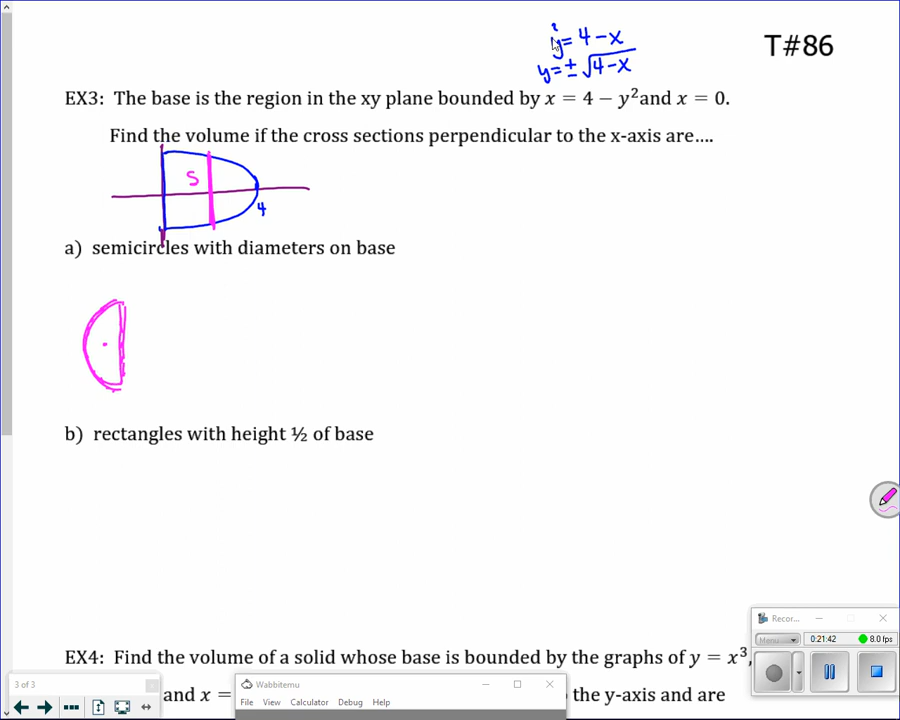 y² = 4 - x
y = ± √4-x
T#86
EX3: The base is the region in the xy plane bounded by x = 4 − y² and x = 0.
Find the volume if the cross sections perpendicular to the x-axis are….
S
4
a) semicircles with diameters on base
b) rectangles with height ½ of base
Recor...
Menu
0:21:42
8.0 fps
EX4: Find the volume of a solid whose base is bounded by the graphs of y = x³,
3 of 3
Wabbitemu
and x =
the y-axis and are
File View Calculator Debug Help